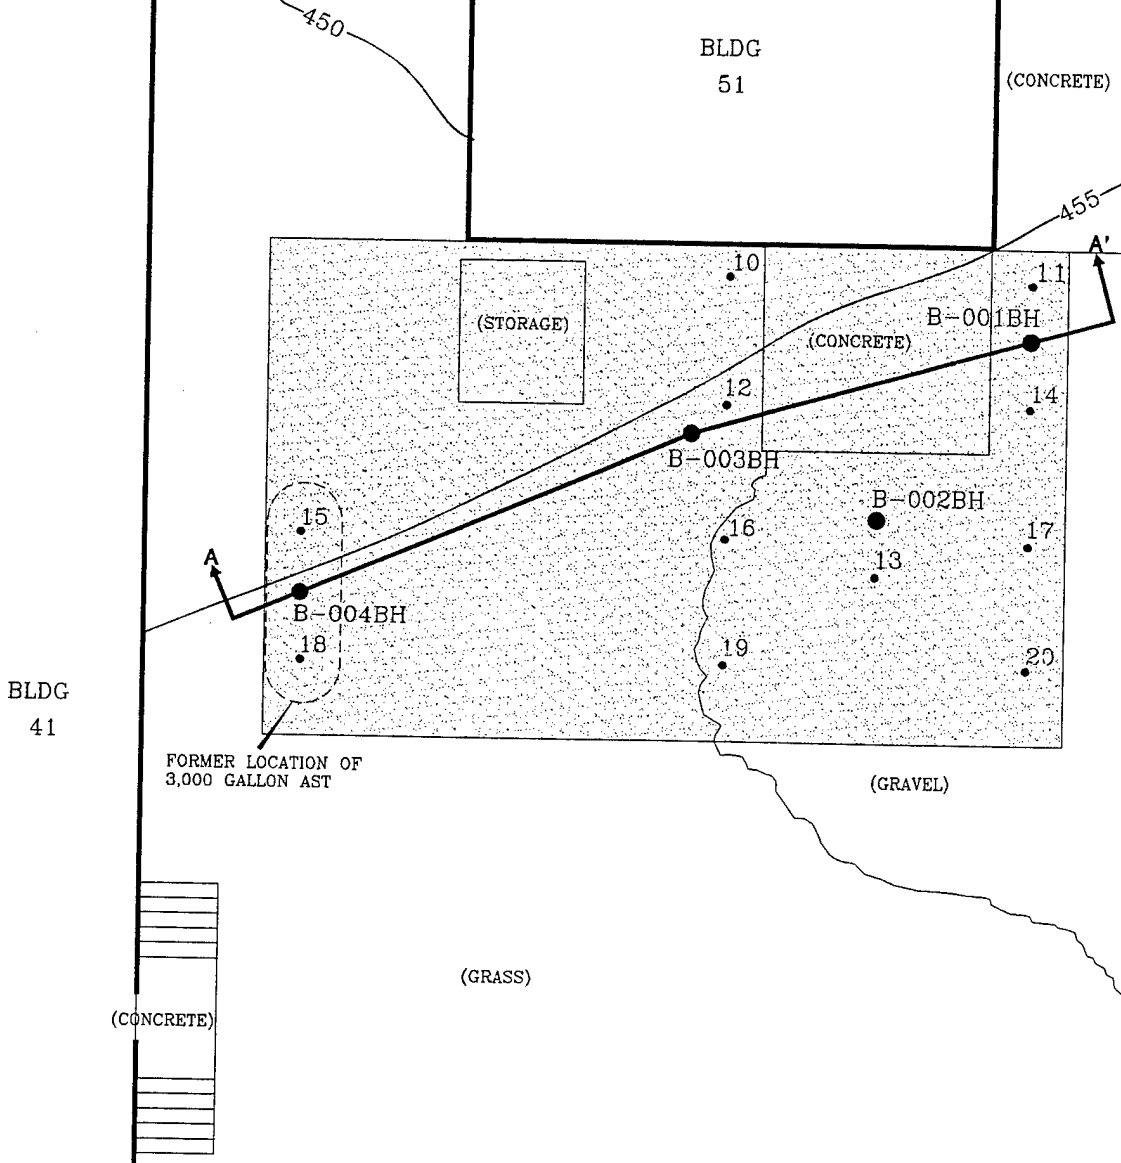 450
BLDG
51
(CONCRETE)
455
A'
10
11
(STORAGE)
B-001BH
(CONCRETE)
12
14
B-003BH
B-002BH
15
16
17
A
13
B-004BH
18
19
20
BLDG
41
FORMER LOCATION OF
3,000 GALLON AST
(GRAVEL)
(GRASS)
(CONCRETE)